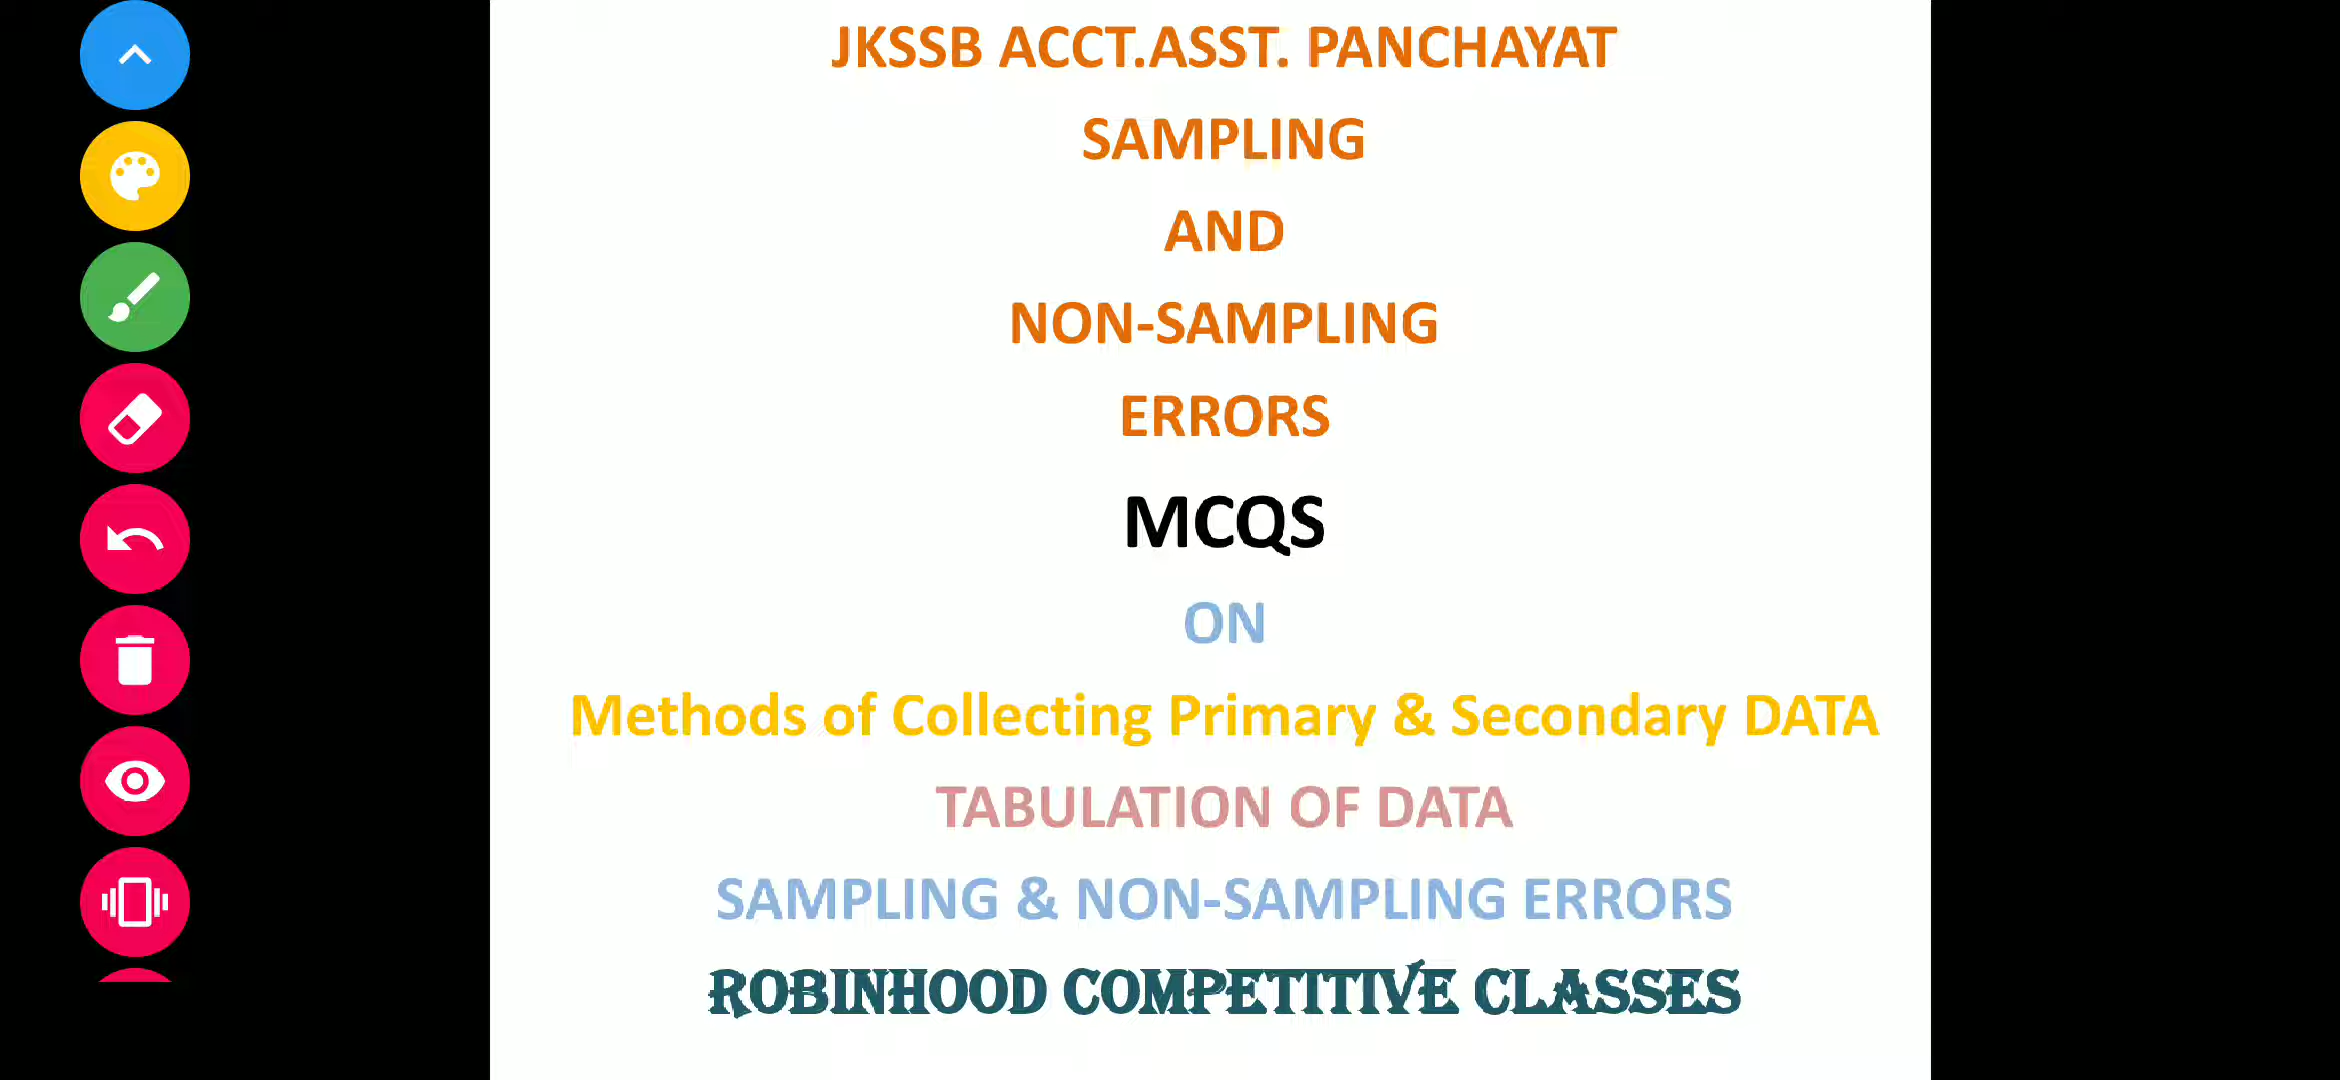 JKSSB ACCT.ASST. PANCHAYAT
SAMPLING
AND
NON-SAMPLING
ERRORS
MCQS
ON
Methods of Collecting Primary & Secondary DATA
TABULATION OF DATA
SAMPLING & NON-SAMPLING ERRORS
ROBINHOOD COMPETITIVE CLASSES